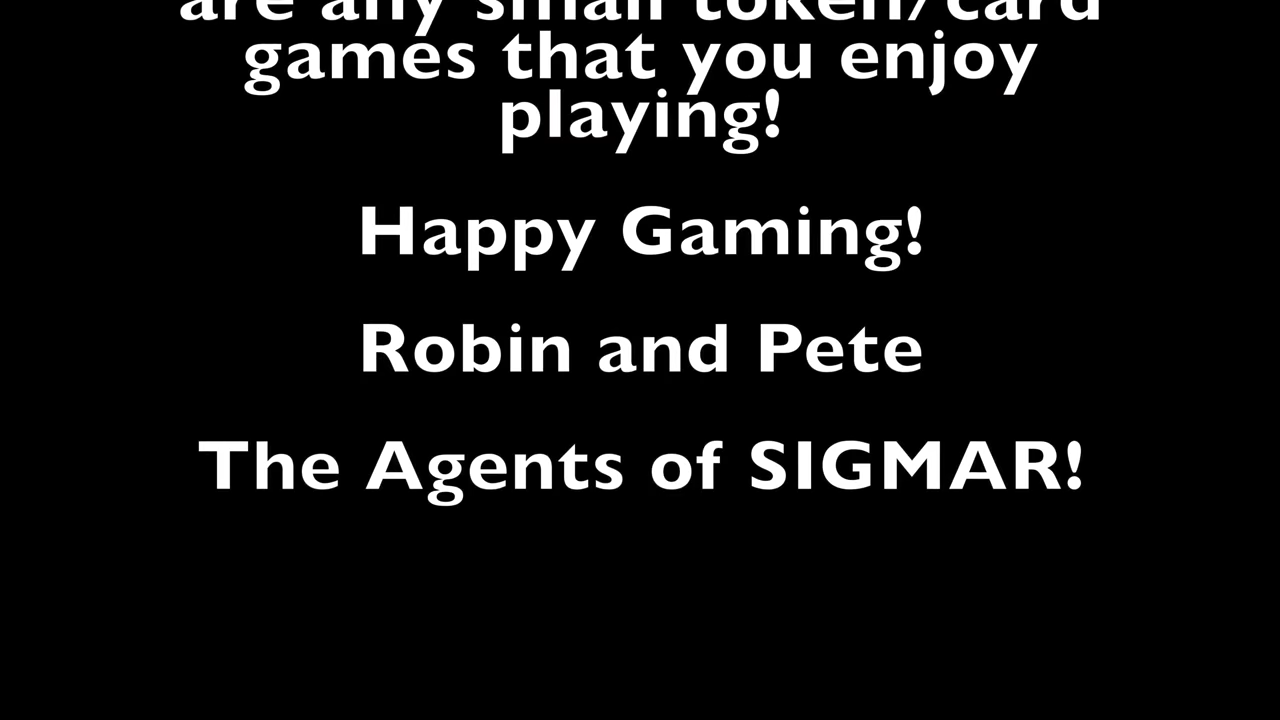 are any small token/card
games that you enjoy
playing!
Happy Gaming!
Robin and Pete
The Agents of SIGMAR!